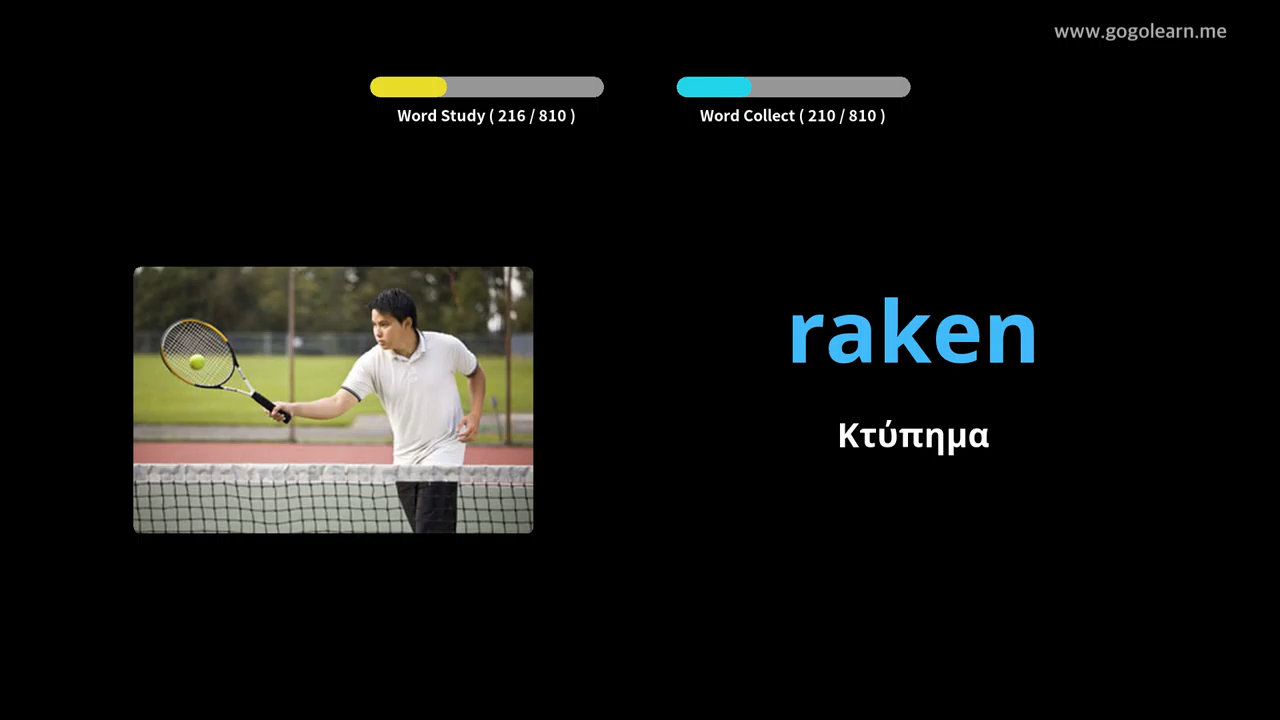 www.gogolearn.me
Word Study ( 216 / 810 )
Word Collect ( 210 / 810 )
raken
Κτύπημα